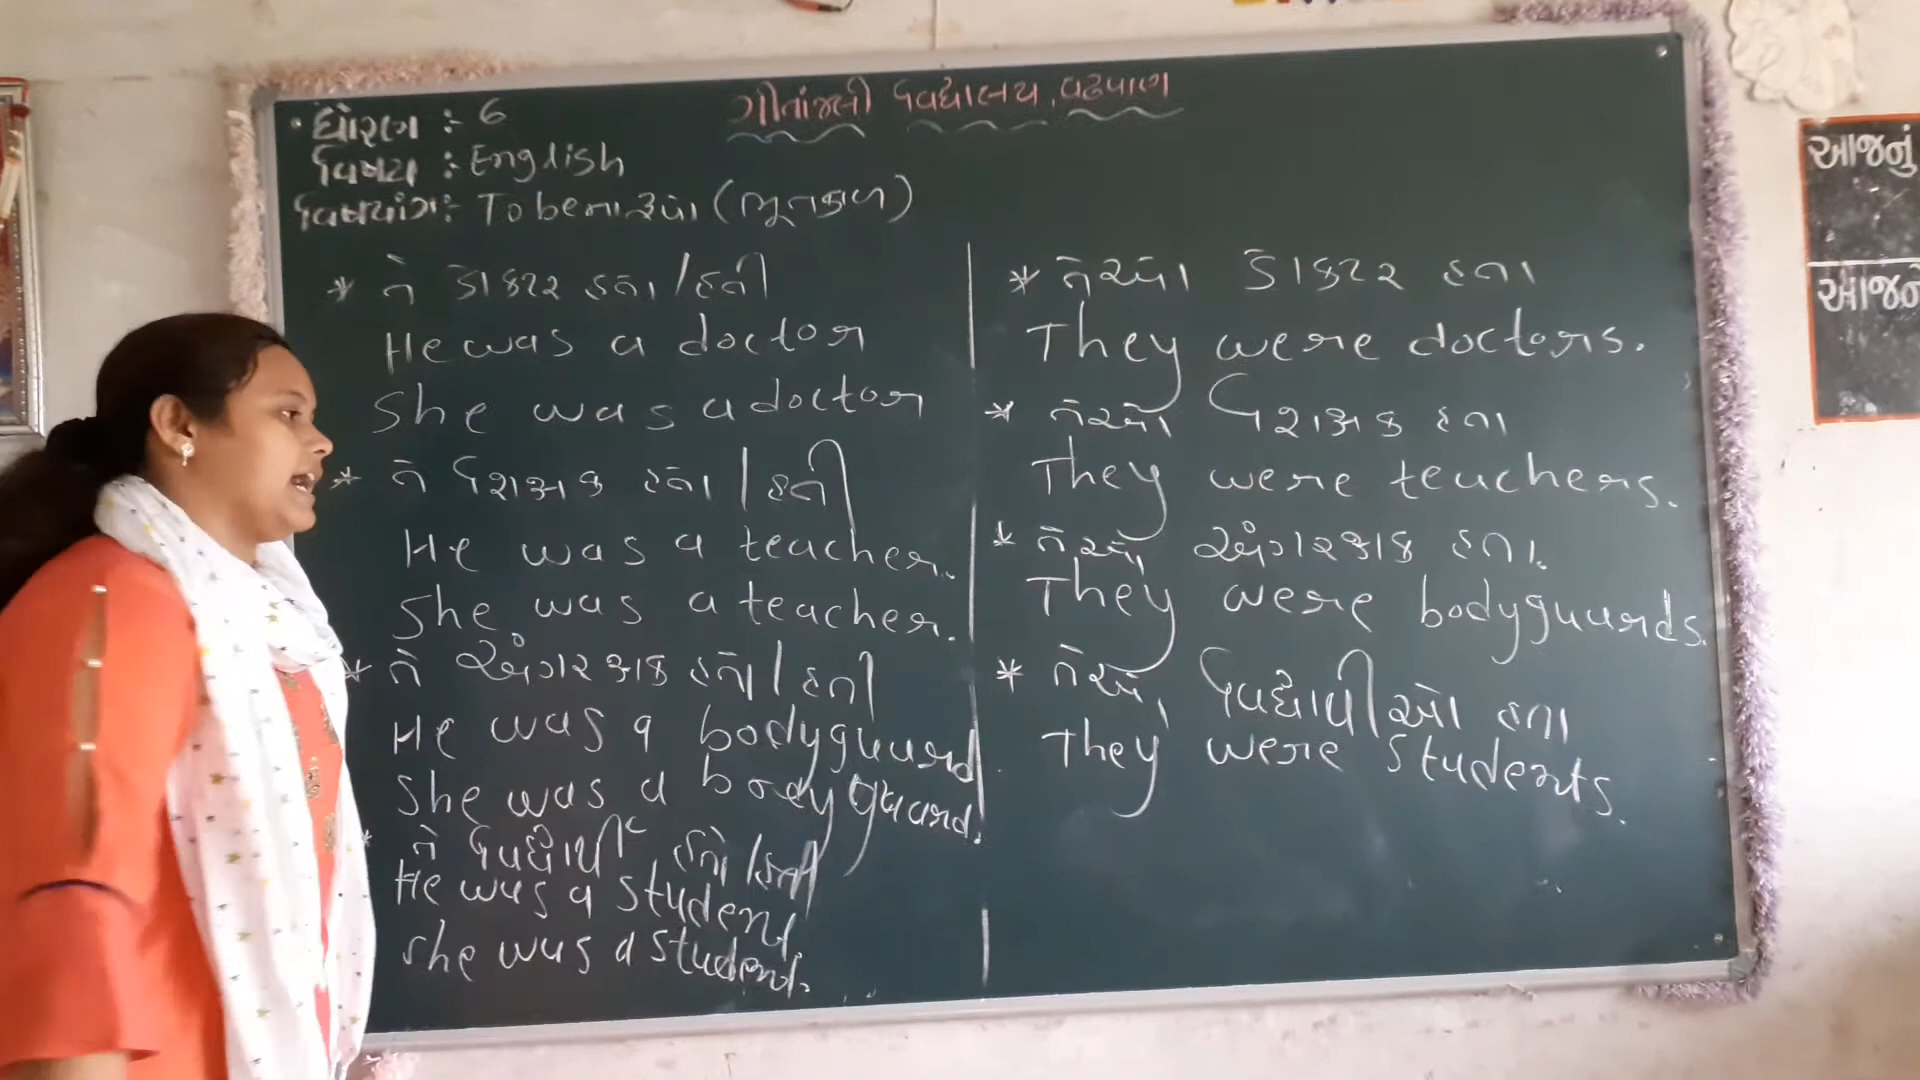 ગીતાંજલી વિદ્યાલય, વઢવાણ
ધોરણ :- 6
વિષય :- English
વિષયાંગ :- To be ના રૂપો (ભૂતકાળ)
* તે ડોકટર હતો / હતી
He was a doctor
She was a doctor
* તે શિક્ષક હતો / હતી
He was a teacher.
She was a teacher.
* તે અંગરક્ષક હતો / હતી
He was a bodyguard.
She was a bodyguard.
* તે વિદ્યાર્થી હતો / હતી
He was a student.
She was a student.
* તેઓ ડોકટર હતા
They were doctors.
* તેઓ શિક્ષક હતા
They were teachers.
* તેઓ અંગરક્ષક હતા.
They were bodyguards.
* તેઓ વિદ્યાર્થીઓ હતા
They were students.
આજનું